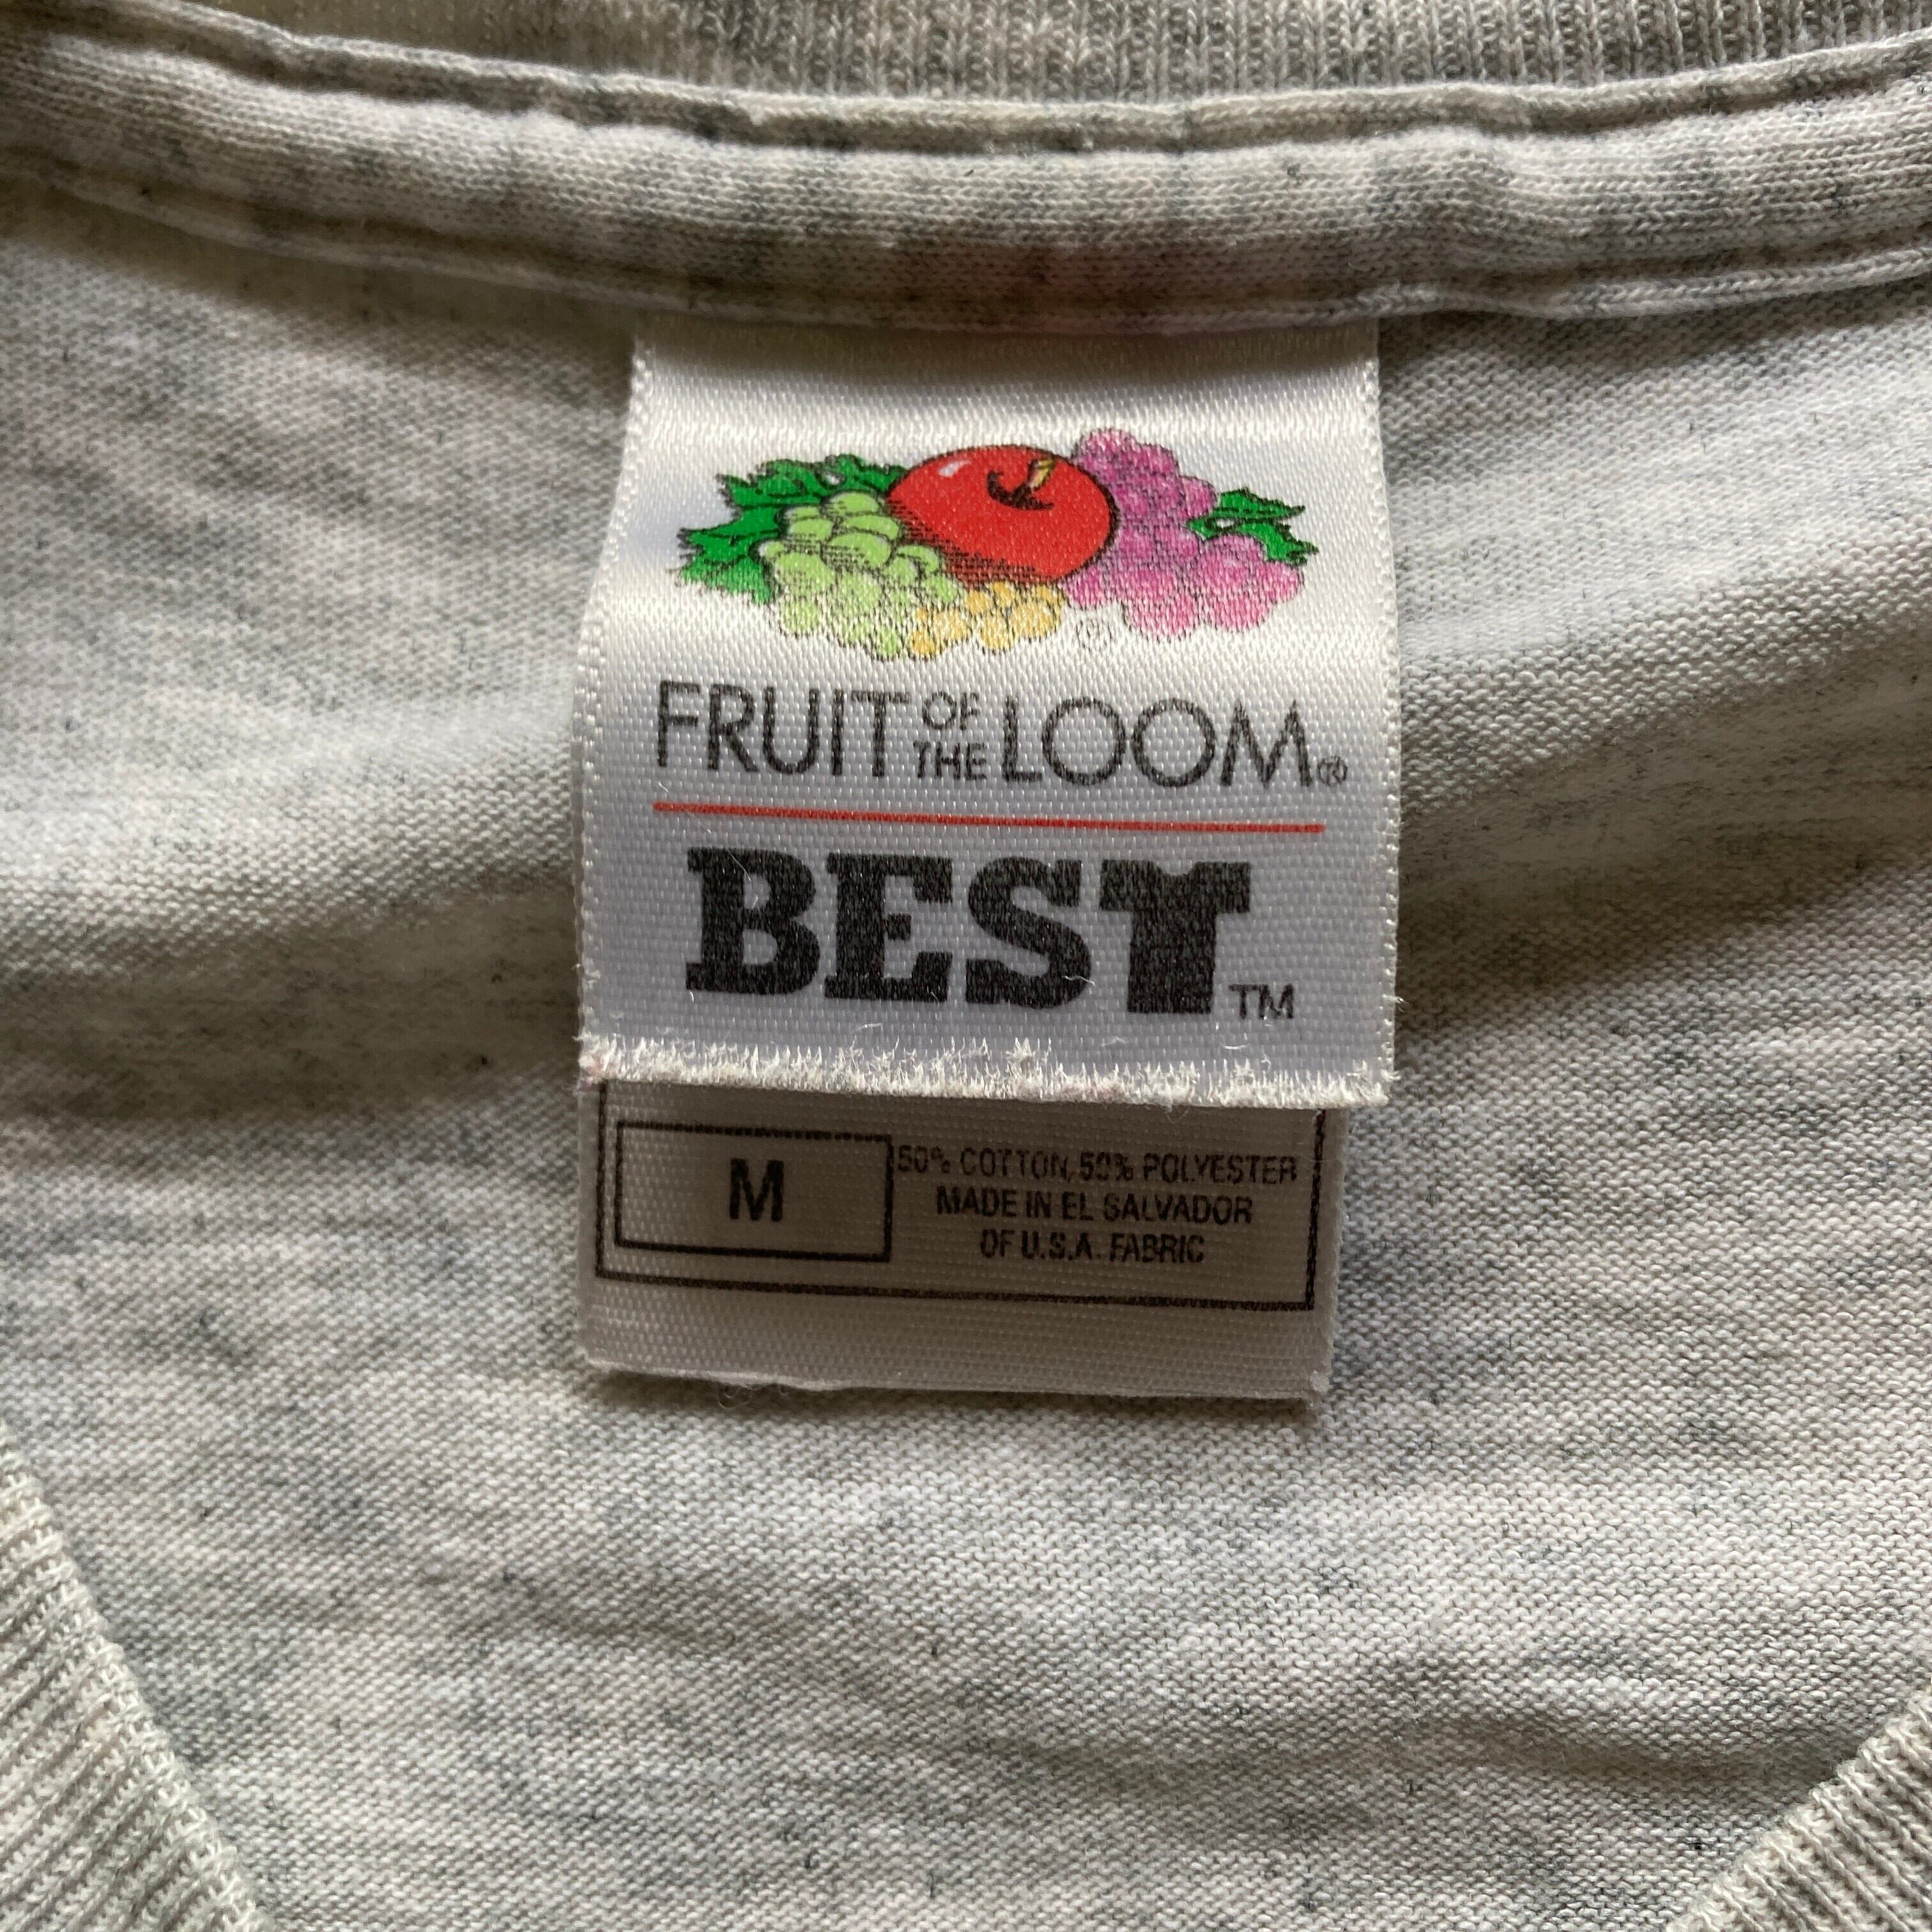 ®
FRUIT OF THE LOOM®
BEST™
M
50% COTTON, 50% POLYESTER
MADE IN EL SALVADOR
OF U.S.A. FABRIC